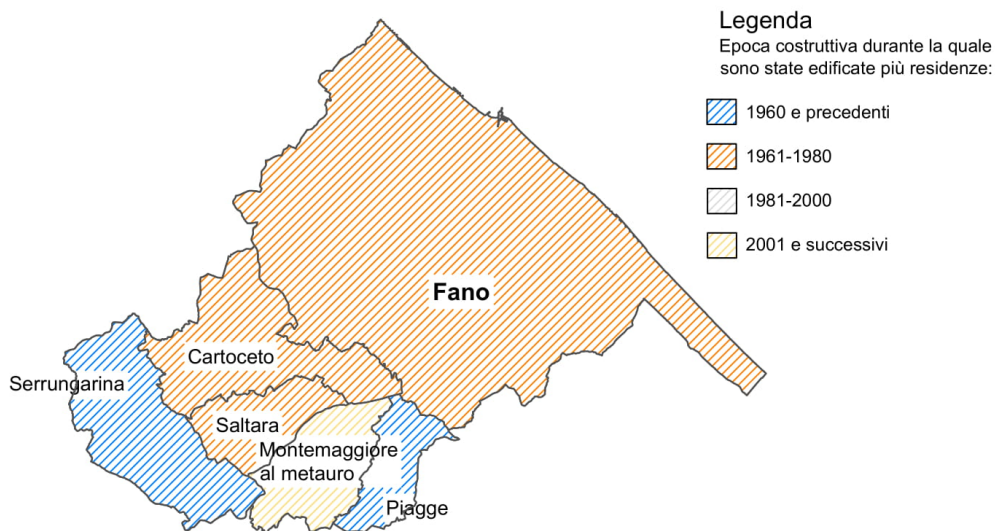 Legenda
Epoca costruttiva durante la quale
sono state edificate più residenze:
1960 e precedenti
1961-1980
1981-2000
2001 e successivi
Fano
Cartoceto
Serrungarina
Saltara
Montemaggiore
al metauro
Piagge